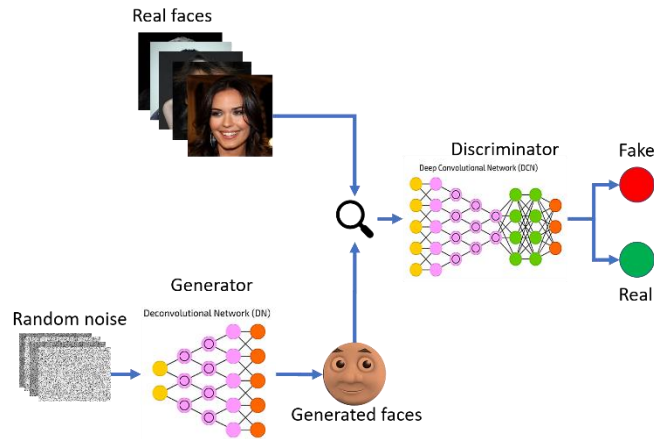 Real faces
Discriminator
Deep Convolutional Network (DCN)
Fake
Real
Generator
Deconvolutional Network (DN)
Random noise
Generated faces